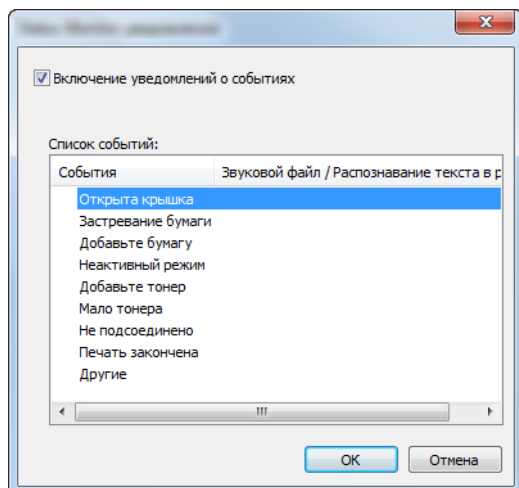 Включение уведомлений о событиях
Список событий:
События Звуковой файл / Распознавание текста в р
Открыта крышка
Застревание бумаги
Добавьте бумагу
Неактивный режим
Добавьте тонер
Мало тонера
Не подсоединено
Печать закончена
Другие
OK Отмена